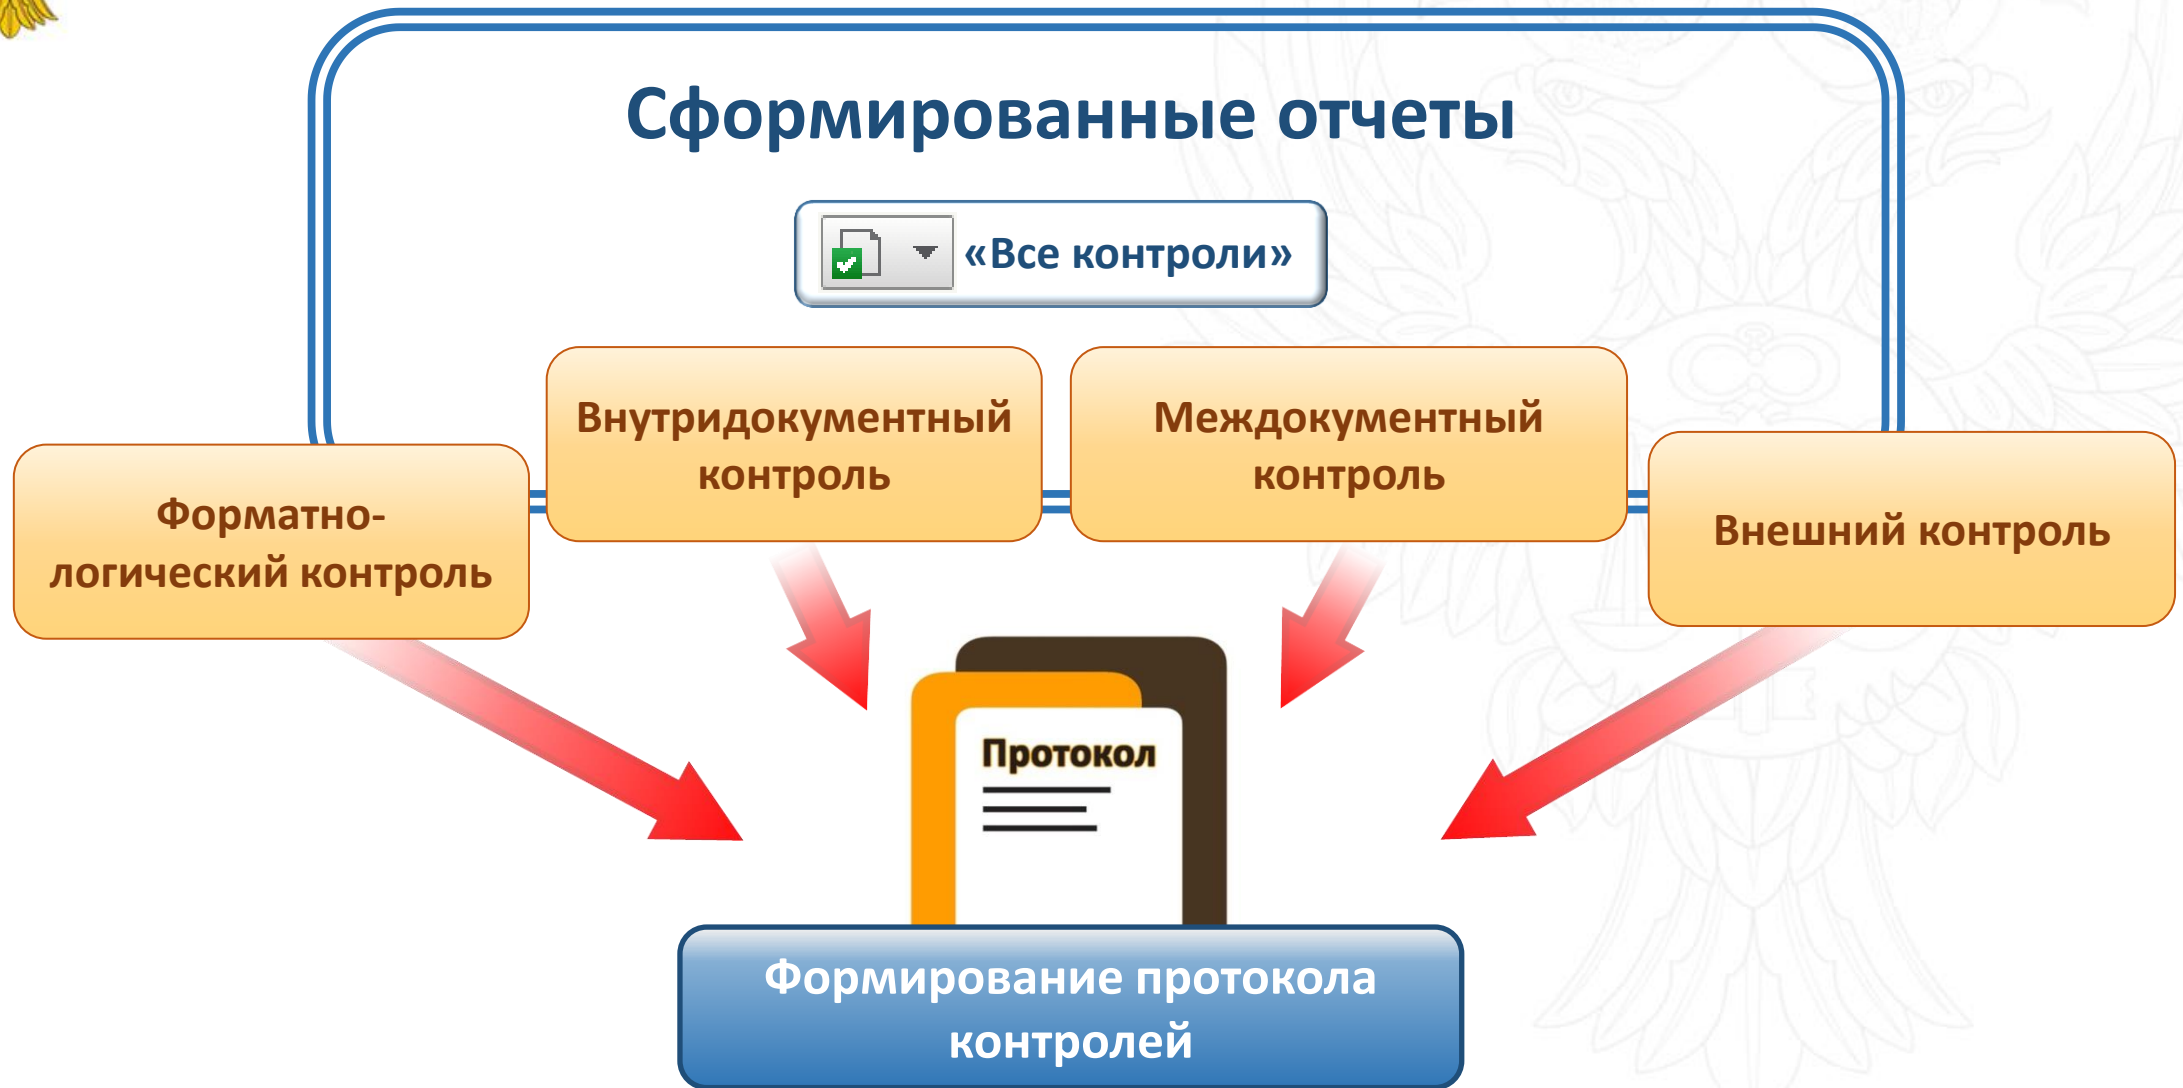 Сформированные отчеты
«Все контроли»
Внутридокументный
контроль
Междокументный
контроль
Форматно-
логический контроль
Внешний контроль
Протокол
Формирование протокола
контролей